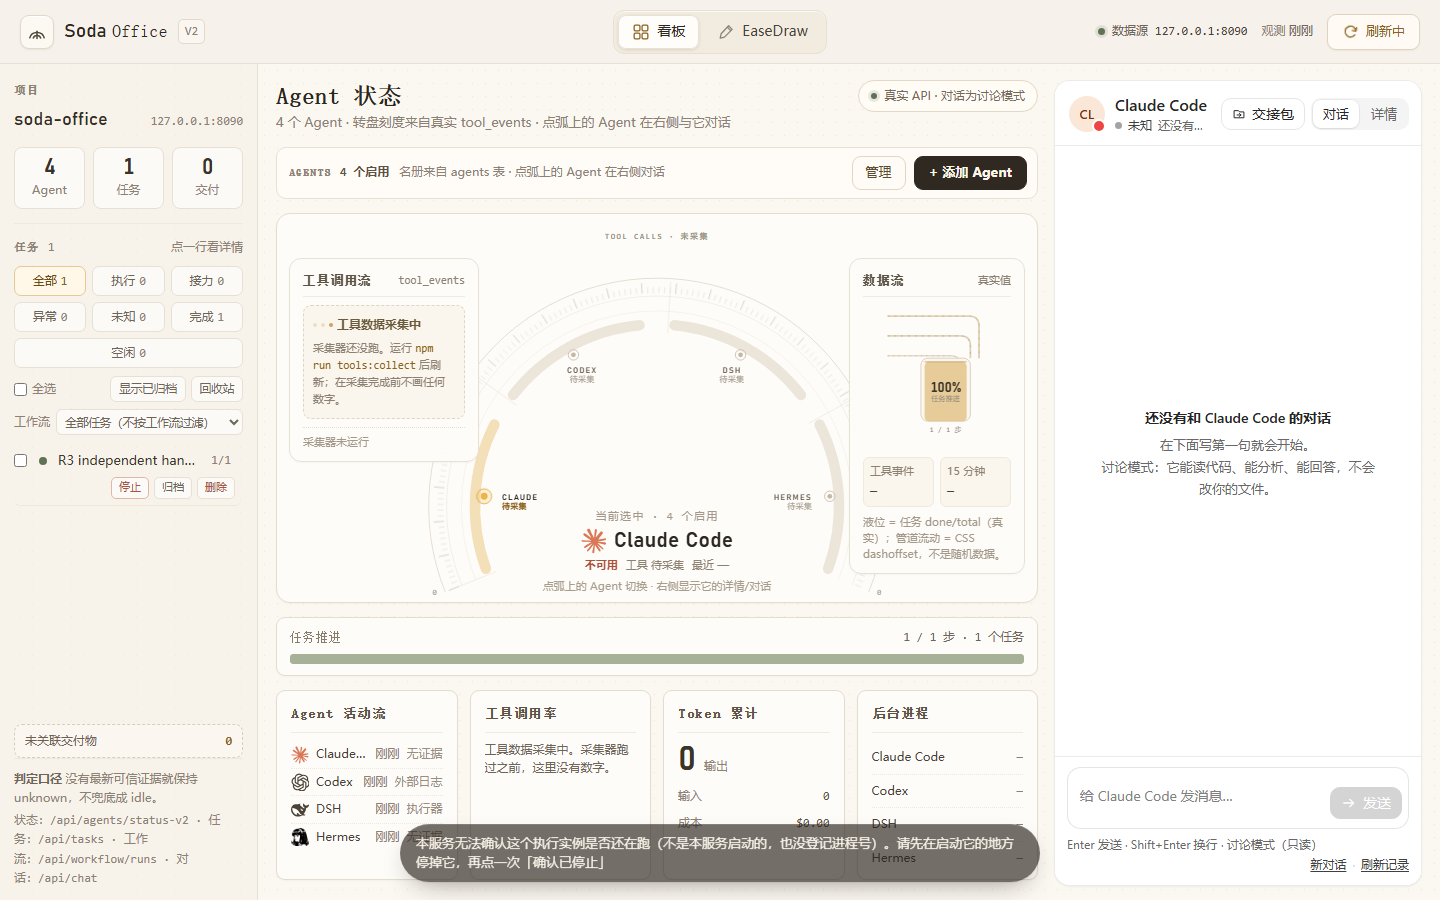 Soda Office V2
看板
EaseDraw
数据源 127.0.0.1:8090 观测 刚刚
刷新中
项目
soda-office 127.0.0.1:8090
4
Agent
1
任务
0
交付
任务 1 点一行看详情
全部 1 执行 0 接力 0
异常 0 未知 0 完成 1
空闲 0
全选 显示已归档 回收站
工作流 全部任务（不按工作流过滤）
R3 independent han... 1/1
停止 归档 删除
未关联交付物 0
判定口径 没有最新可信证据就保持
unknown，不兜底成 idle。
状态: /api/agents/status-v2 · 任
务: /api/tasks · 工作
流: /api/workflow/runs · 对
话: /api/chat
Agent 状态
4 个 Agent · 转盘刻度来自真实 tool_events · 点弧上的 Agent 在右侧与它对话
真实 API · 对话为讨论模式
AGENTS 4 个启用 名册来自 agents 表 · 点弧上的 Agent 在右侧对话
管理
+ 添加 Agent
TOOL CALLS · 未采集
工具调用流 tool_events
工具数据采集中
采集器还没跑。运行 npm
run tools:collect 后刷
新；在采集完成前不画任何
数字。
采集器未运行
CODEX
待采集
DSH
待采集
CLAUDE
待采集
HERMES
待采集
0
0
当前选中 · 4 个启用
Claude Code
不可用 工具 待采集 最近 —
点弧上的 Agent 切换 · 右侧显示它的详情/对话
数据流 真实值
100%
任务推进
1 / 1 步
工具事件
—
15 分钟
—
液位 = 任务 done/total（真
实）；管道流动 = CSS
dashoffset，不是随机数据。
任务推进 1 / 1 步 · 1 个任务
Agent 活动流
Claude... 刚刚 无证据
Codex 刚刚 外部日志
DSH 刚刚 执行器
Hermes 刚刚 无证据
工具调用率
工具数据采集中。采集器跑
过之前，这里没有数字。
Token 累计
0 输出
输入 0
成本 $0.00
后台进程
Claude Code —
Codex —
DSH —
Hermes —
本服务无法确认这个执行实例是否还在跑（不是本服务启动的，也没登记进程号）。请先在启动它的地方
停掉它，再点一次「确认已停止」
CL
Claude Code
未知 还没有...
交接包
对话
详情
还没有和 Claude Code 的对话
在下面写第一句就会开始。
讨论模式：它能读代码、能分析、能回答，不会
改你的文件。
给 Claude Code 发消息...
发送
Enter 发送 · Shift+Enter 换行 · 讨论模式（只读）
新对话 · 刷新记录